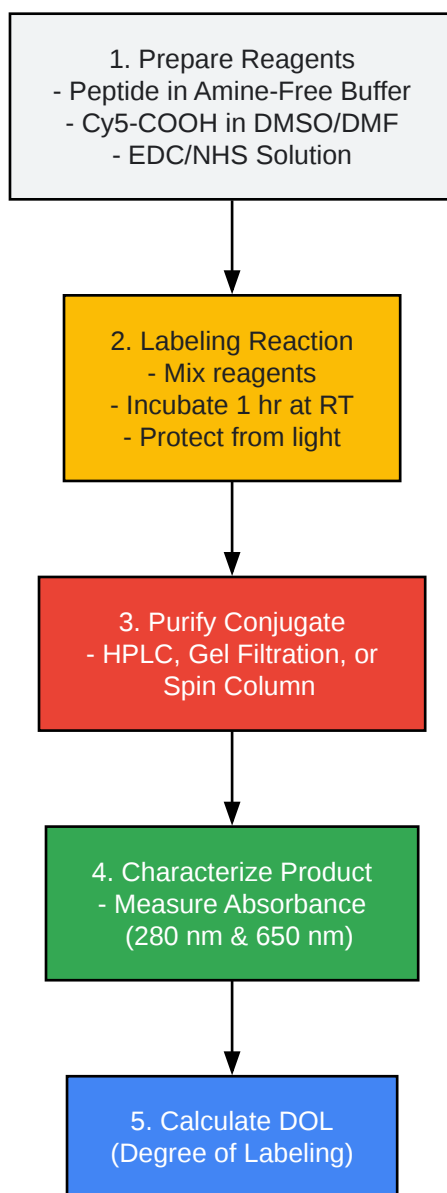 1. Prepare Reagents
- Peptide in Amine-Free Buffer
- Cy5-COOH in DMSO/DMF
- EDC/NHS Solution
2. Labeling Reaction
- Mix reagents
- Incubate 1 hr at RT
- Protect from light
3. Purify Conjugate
- HPLC, Gel Filtration, or
Spin Column
4. Characterize Product
- Measure Absorbance
(280 nm & 650 nm)
5. Calculate DOL
(Degree of Labeling)